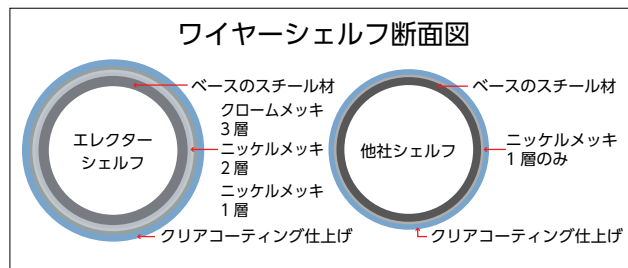 ワイヤーシェルフ断面図
エレクター
シェルフ
ベースのスチール材
クロームメッキ
3層
ニッケルメッキ
2層
ニッケルメッキ
1層
クリアコーティング仕上げ
他社シェルフ
ベースのスチール材
ニッケルメッキ
1層のみ
クリアコーティング仕上げ